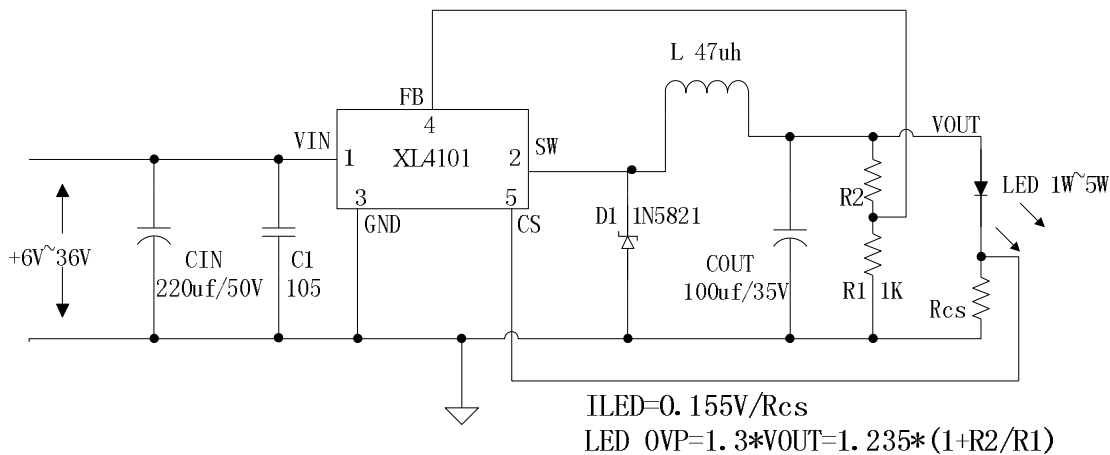 L 47uh
FB
4
VIN
1
XL4101
2
SW
VOUT
3
5
GND
CS
D1
1N5821
R2
LED 1W~5W
+6V~36V
CIN
220uf/50V
C1
105
COUT
100uf/35V
R1
1K
Rcs
ILED=0.155V/Rcs
LED OVP=1.3*VOUT=1.235*(1+R2/R1)